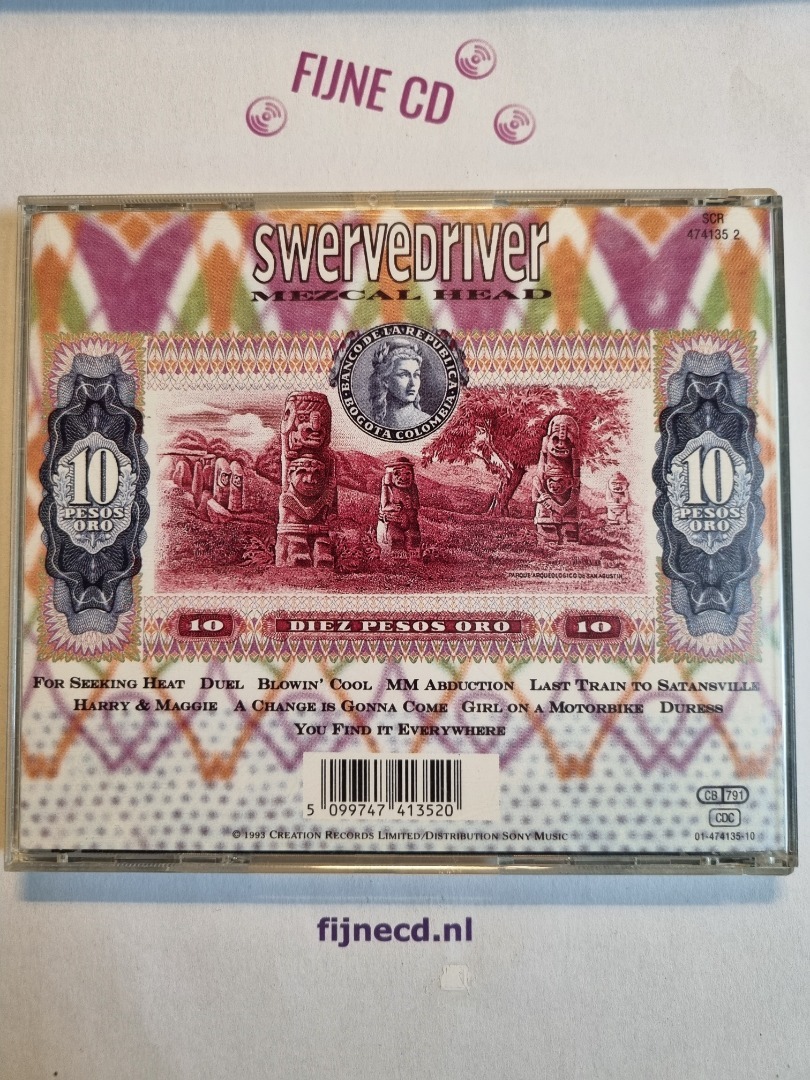 FIJNE CD
SCR
474135 2
swerveDriver
MEZCAL HEAD
BANCO DE LA REPUBLICA
BOGOTA COLOMBIA
10
PESOS
ORO
10
PESOS
ORO
PARQUE ARQUEOLOGICO DE SAN AGUSTIN
10 DIEZ PESOS ORO 10
FOR SEEKING HEAT DUEL BLOWIN' COOL MM ABDUCTION LAST TRAIN TO SATANSVILLE
HARRY & MAGGIE A CHANGE IS GONNA COME GIRL ON A MOTORBIKE DURESS
YOU FIND IT EVERYWHERE
5 099747 413520
CB 791
CDC
© 1993 CREATION RECORDS LIMITED/DISTRIBUTION SONY MUSIC
01-474135-10
fijnecd.nl